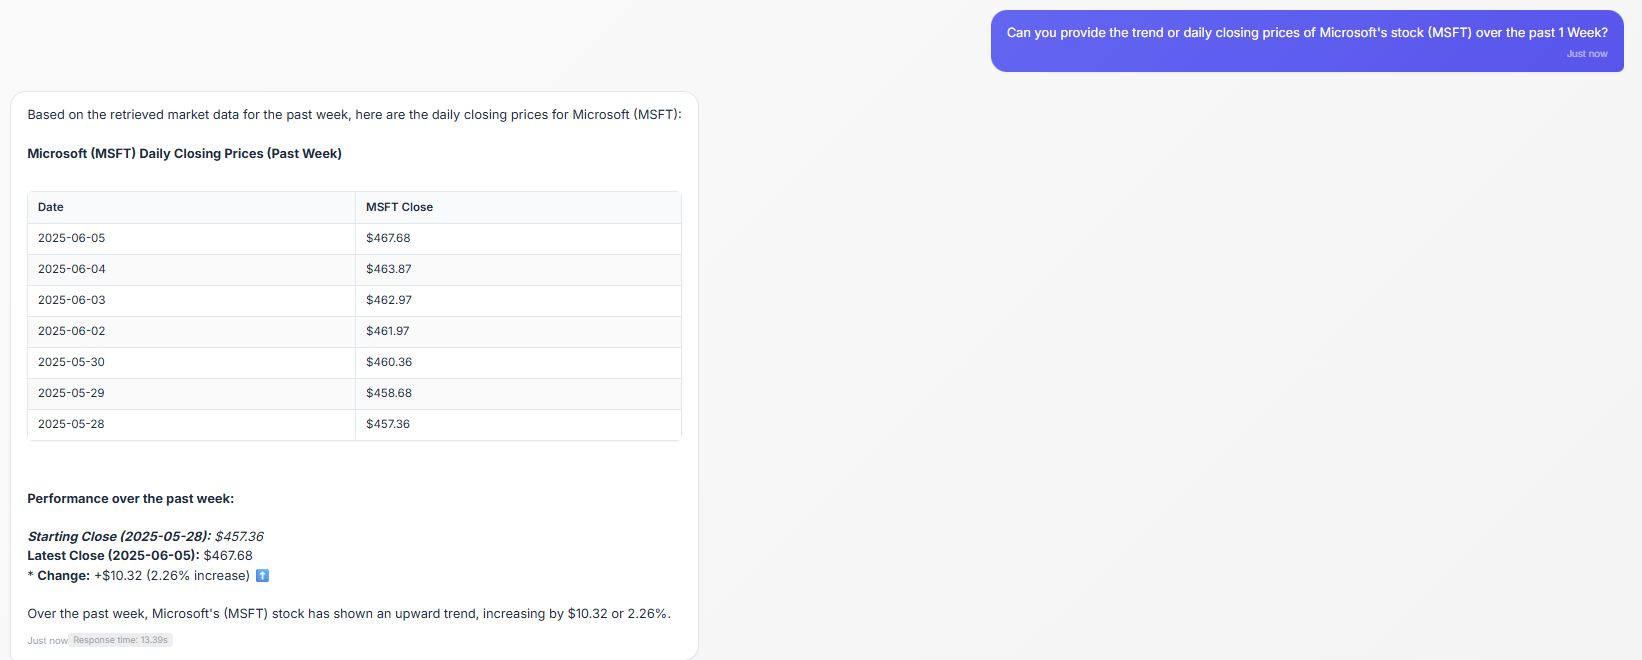 Can you provide the trend or daily closing prices of Microsoft's stock (MSFT) over the past 1 Week?
Just now
Based on the retrieved market data for the past week, here are the daily closing prices for Microsoft (MSFT):
Microsoft (MSFT) Daily Closing Prices (Past Week)
Date MSFT Close
2025-06-05 $467.68
2025-06-04 $463.87
2025-06-03 $462.97
2025-06-02 $461.97
2025-05-30 $460.36
2025-05-29 $458.68
2025-05-28 $457.36
Performance over the past week:
Starting Close (2025-05-28): $457.36
Latest Close (2025-06-05): $467.68
* Change: +$10.32 (2.26% increase) ⬆️
Over the past week, Microsoft's (MSFT) stock has shown an upward trend, increasing by $10.32 or 2.26%.
Just now Response time: 13.39s